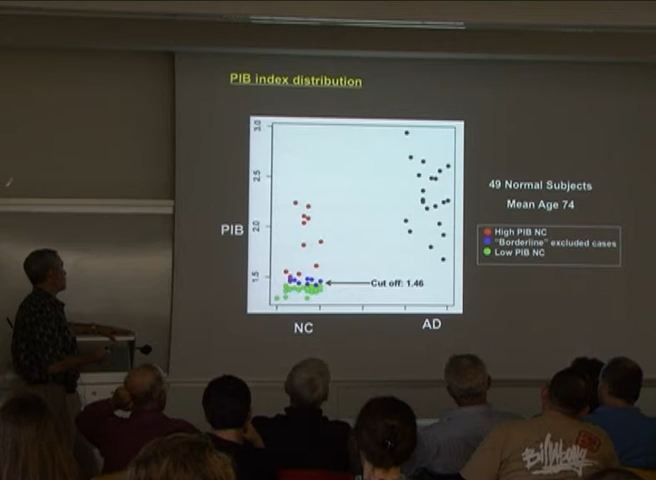 PIB index distribution
3.0
2.5
2.0
1.5
PIB
Cut off: 1.46
NC
AD
49 Normal Subjects
Mean Age 74
High PIB NC
"Borderline" excluded cases
Low PIB NC
Billabong